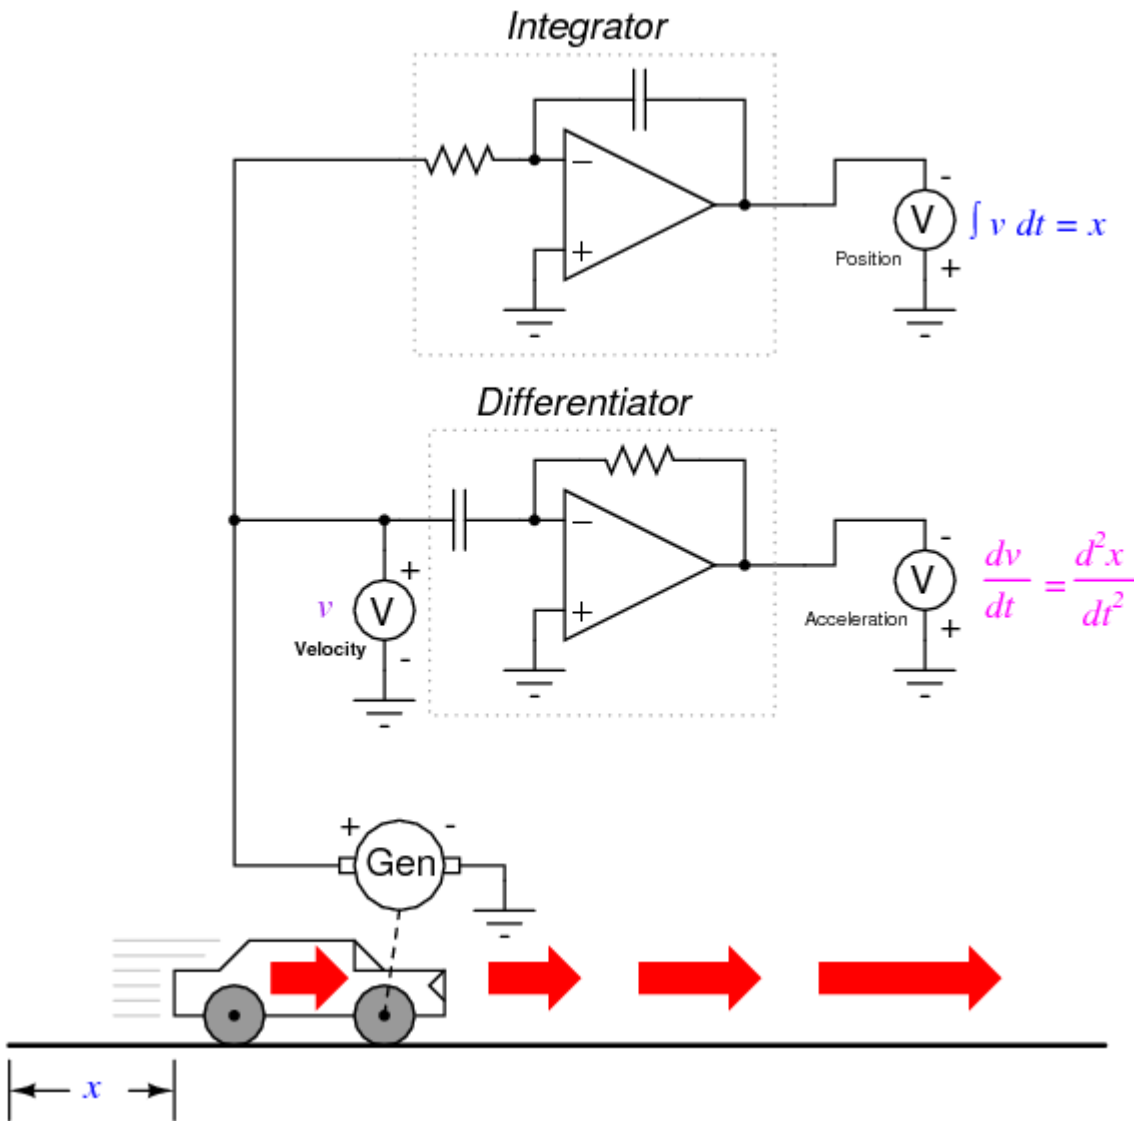 Integrator
−
+
-
V
+
Position
∫ v dt = x
-
-
Differentiator
−
+
-
V
+
Acceleration
dv/dt = d²x/dt²
-
-
+
v
V
Velocity
-
-
+
-
Gen
-
x